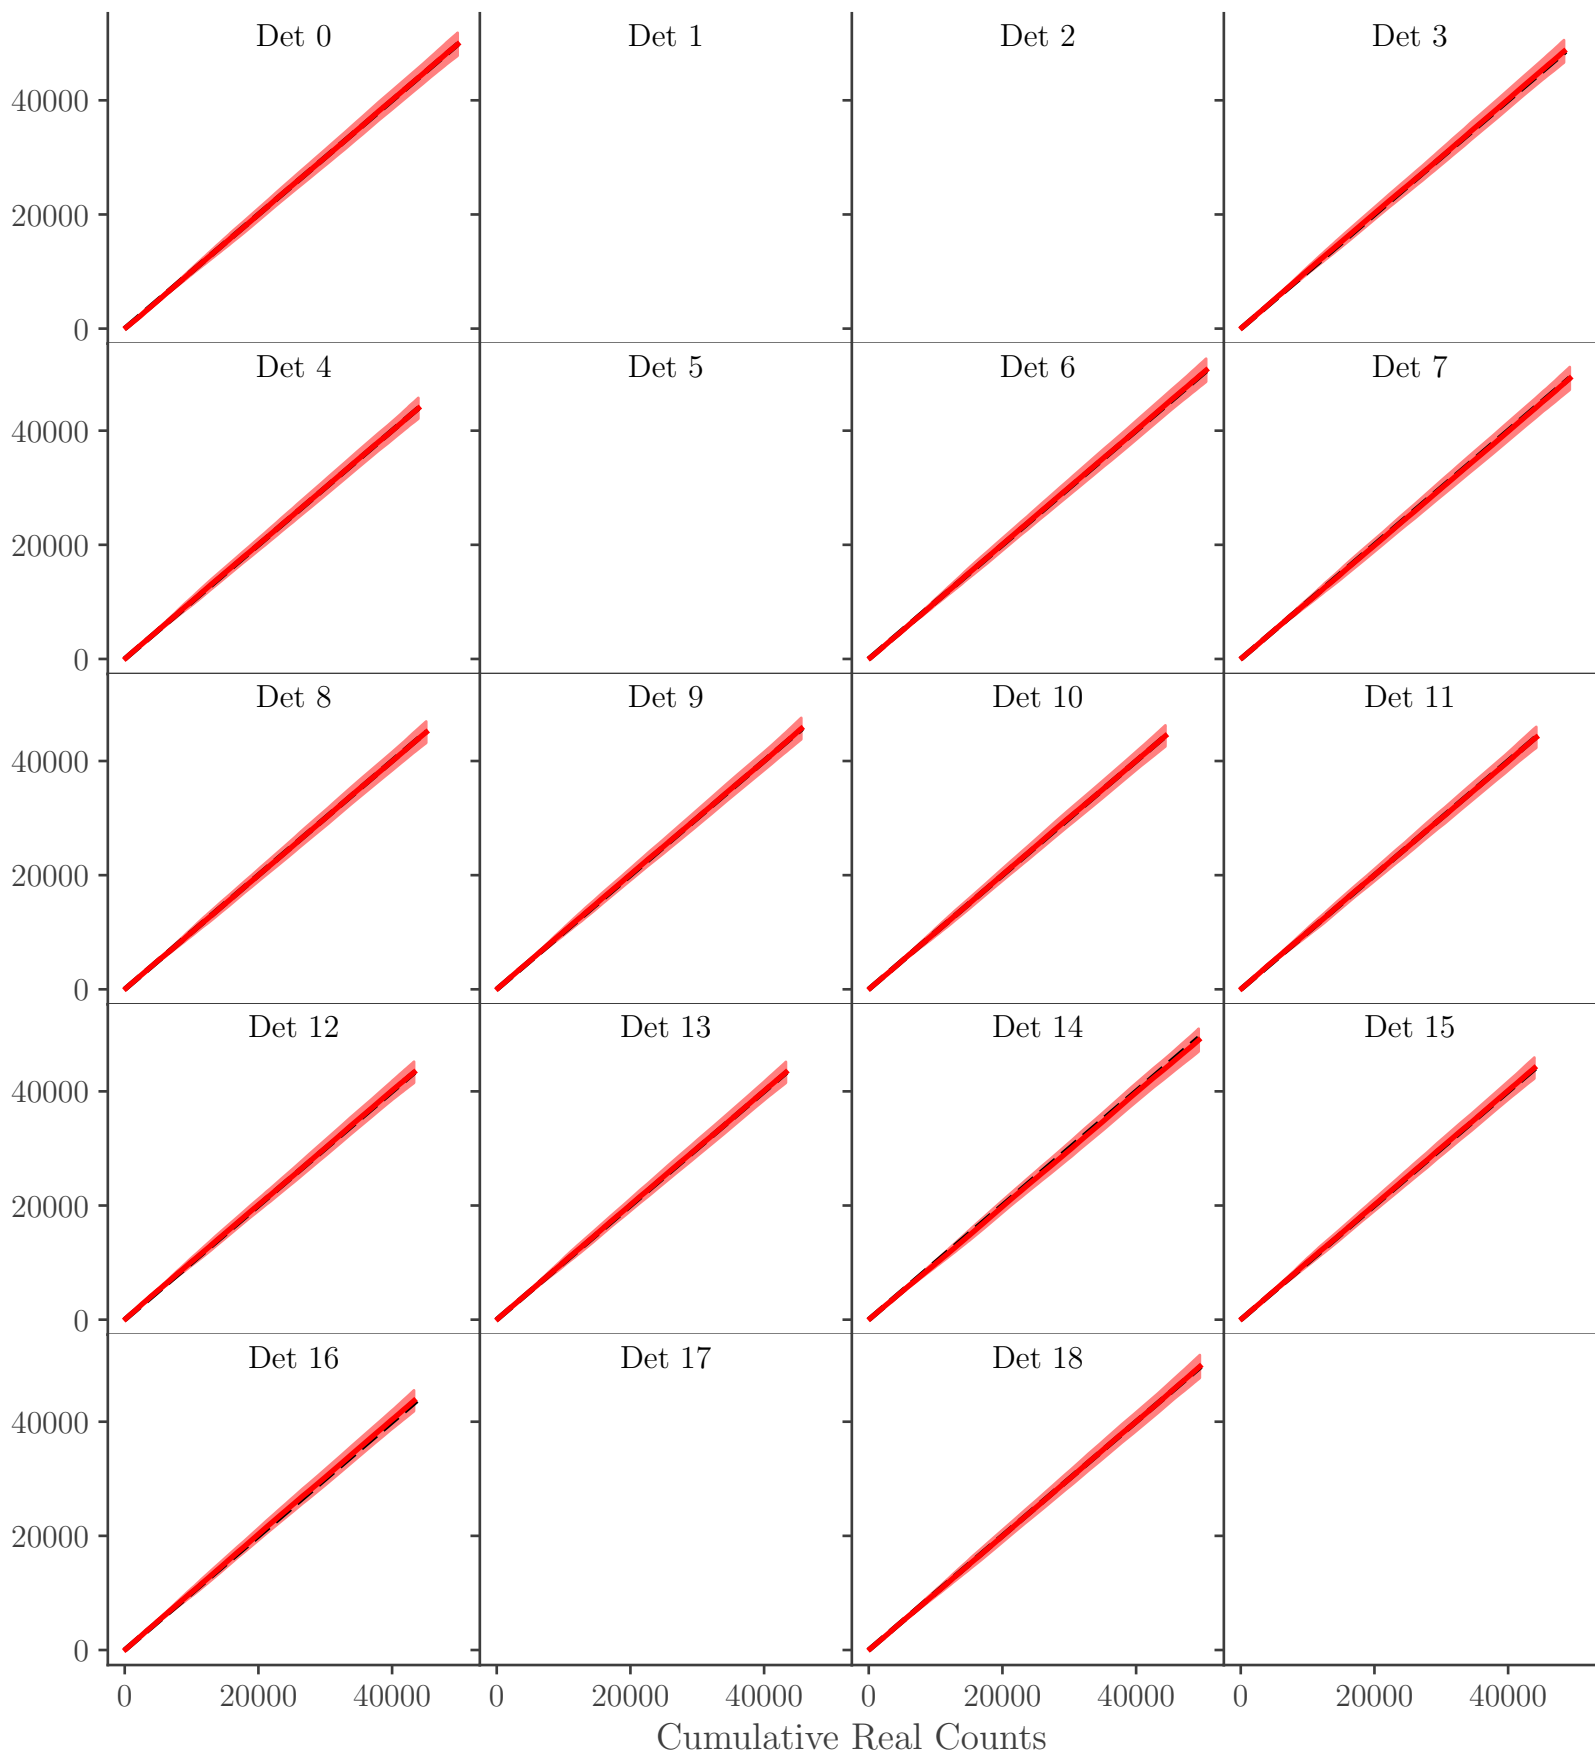 Det 0 Det 1 Det 2 Det 3
40000
20000
0
Det 4 Det 5 Det 6 Det 7
40000
20000
0
Det 8 Det 9 Det 10 Det 11
40000
20000
0
Det 12 Det 13 Det 14 Det 15
40000
20000
0
Det 16 Det 17 Det 18
40000
20000
0
0 20000 40000 0 20000 40000 0 20000 40000 0 20000 40000
Cumulative Real Counts